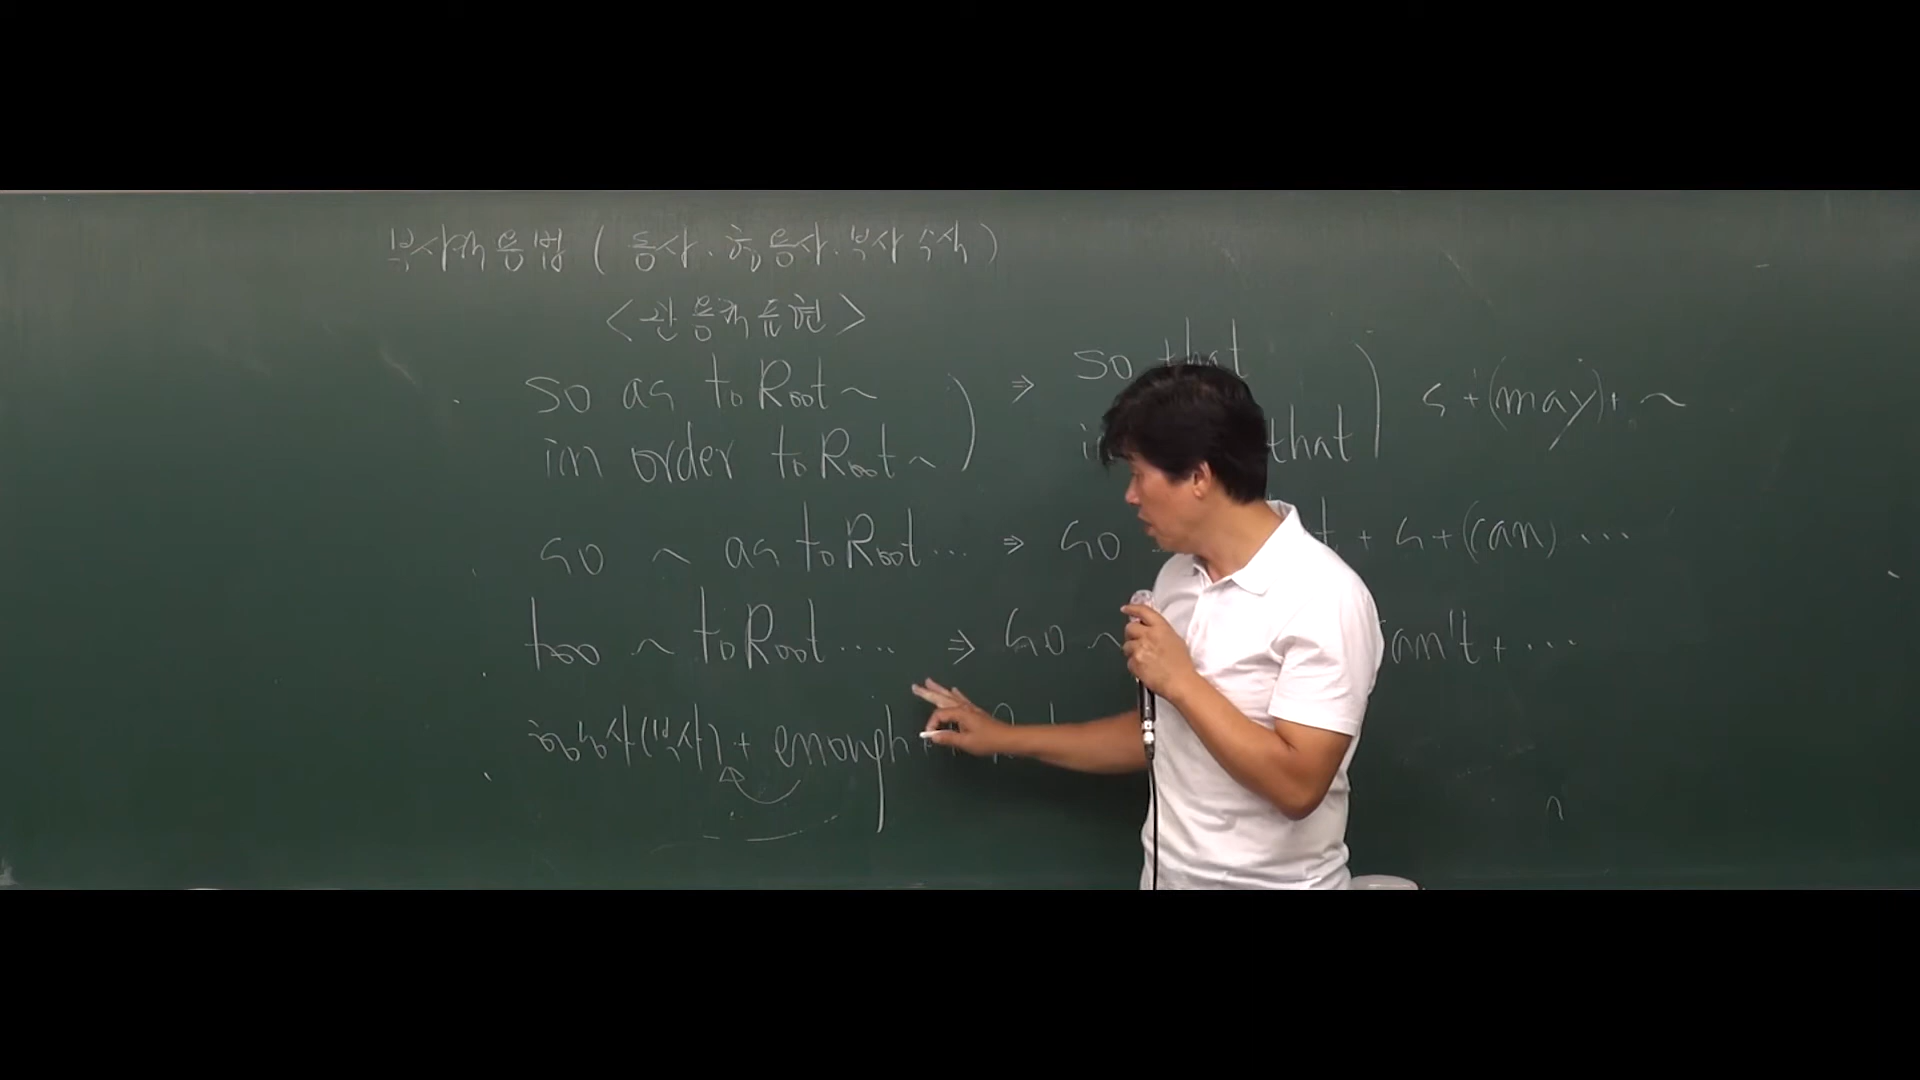 부사적용법 ( 동사 . 형용사 . 부사 수식 )
<관용적표현>
so as to Root ~ ) ⇒ so that ) S + (may) + ~
in order to Root ~ that
so ~ as to Root ... ⇒ so + S + (can) ...
too ~ to Root .... ⇒ so ~ can't + ...
형용사(부사) + enough +